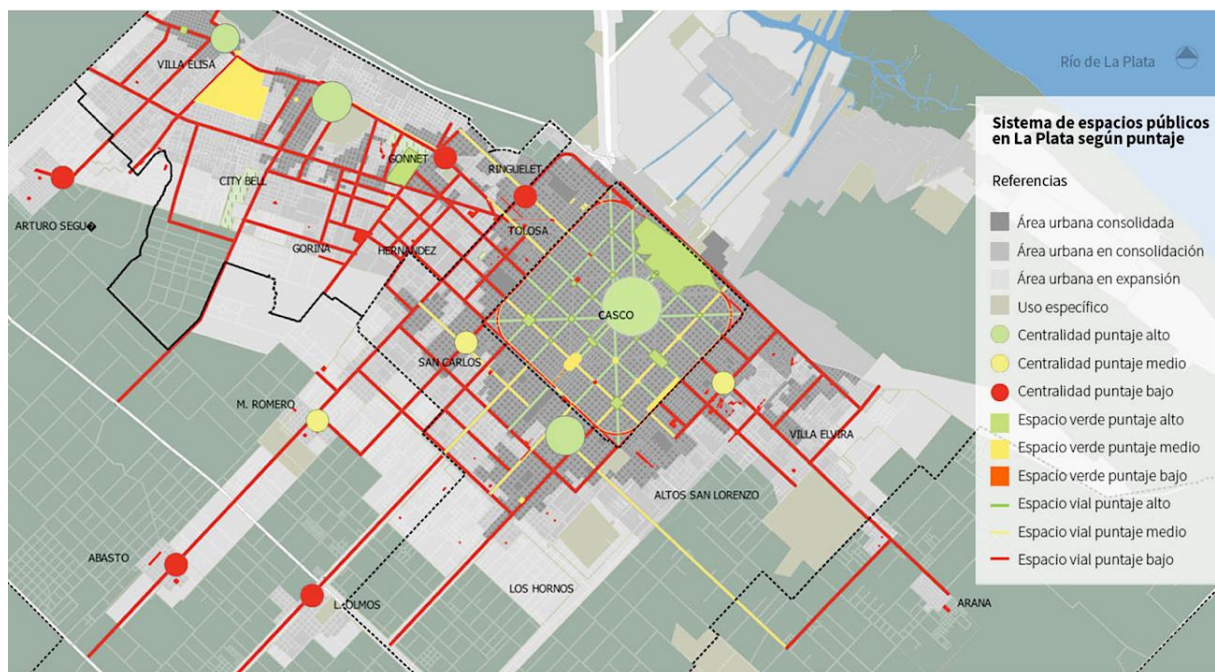 Río de La Plata
Sistema de espacios públicos
en La Plata según puntaje
Referencias
Área urbana consolidada
Área urbana en consolidación
Área urbana en expansión
Uso específico
Centralidad puntaje alto
Centralidad puntaje medio
Centralidad puntaje bajo
Espacio verde puntaje alto
Espacio verde puntaje medio
Espacio verde puntaje bajo
Espacio vial puntaje alto
Espacio vial puntaje medio
Espacio vial puntaje bajo
VILLA ELISA
GONNET
RINGUELET
CITY BELL
ARTURO SEGU�
TOLOSA
GORINA
HERNANDEZ
CASCO
SAN CARLOS
M. ROMERO
VILLA ELVIRA
ALTOS SAN LORENZO
ABASTO
LOS HORNOS
L. OLMOS
ARANA